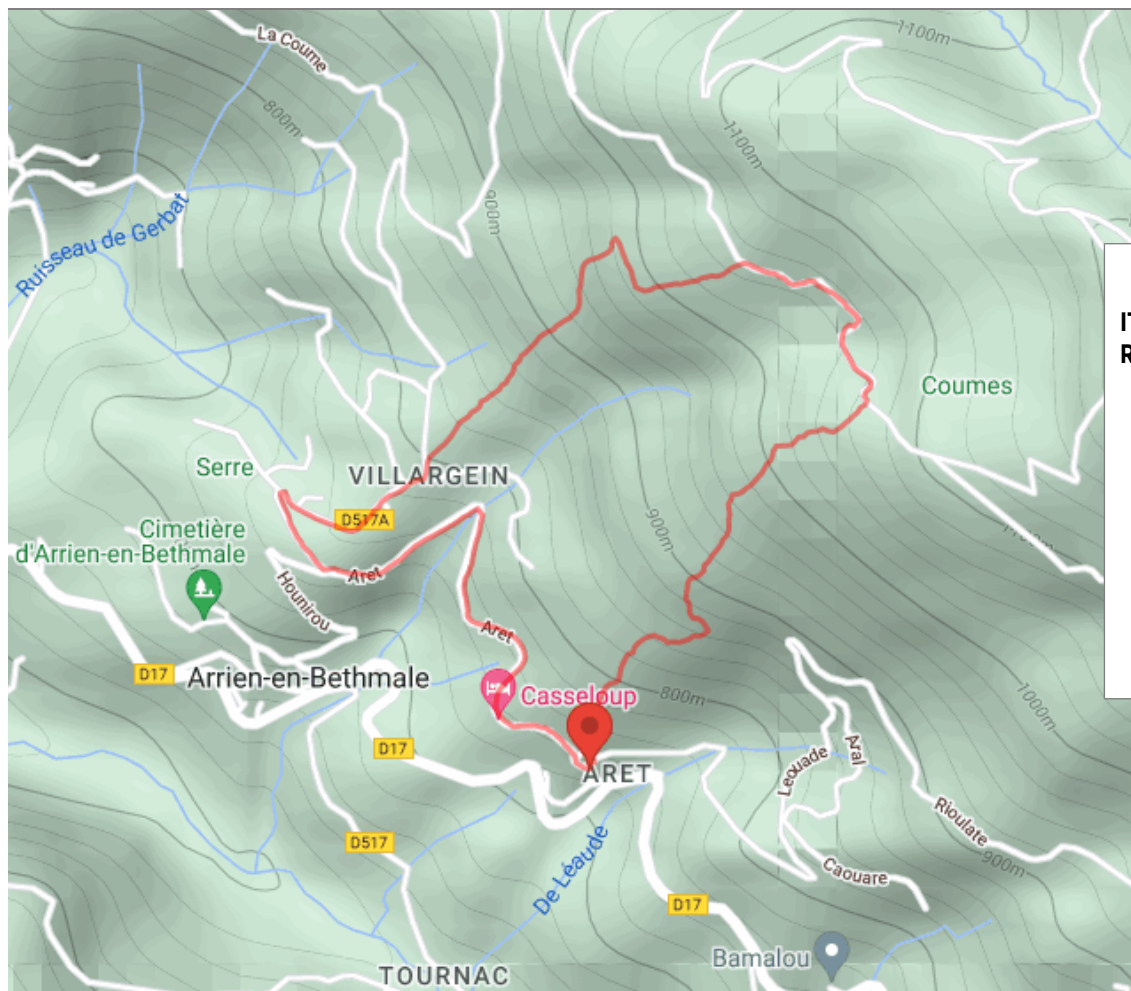 1100m
La Coume
800m
1100m
900m
Ruisseau de Gerbat
IT
R
Coumes
Serre
VILLARGEIN
D517A
Cimetière
d'Arrien-en-Bethmale
900m
Aret
Hounirou
Aret
D17
Arrien-en-Bethmale
Casseloup
800m
1000m
D17
ARET
Leouade
Aral
Rioulate
D517
De Léaude
Caouare
900m
D17
Bamalou
TOURNAC